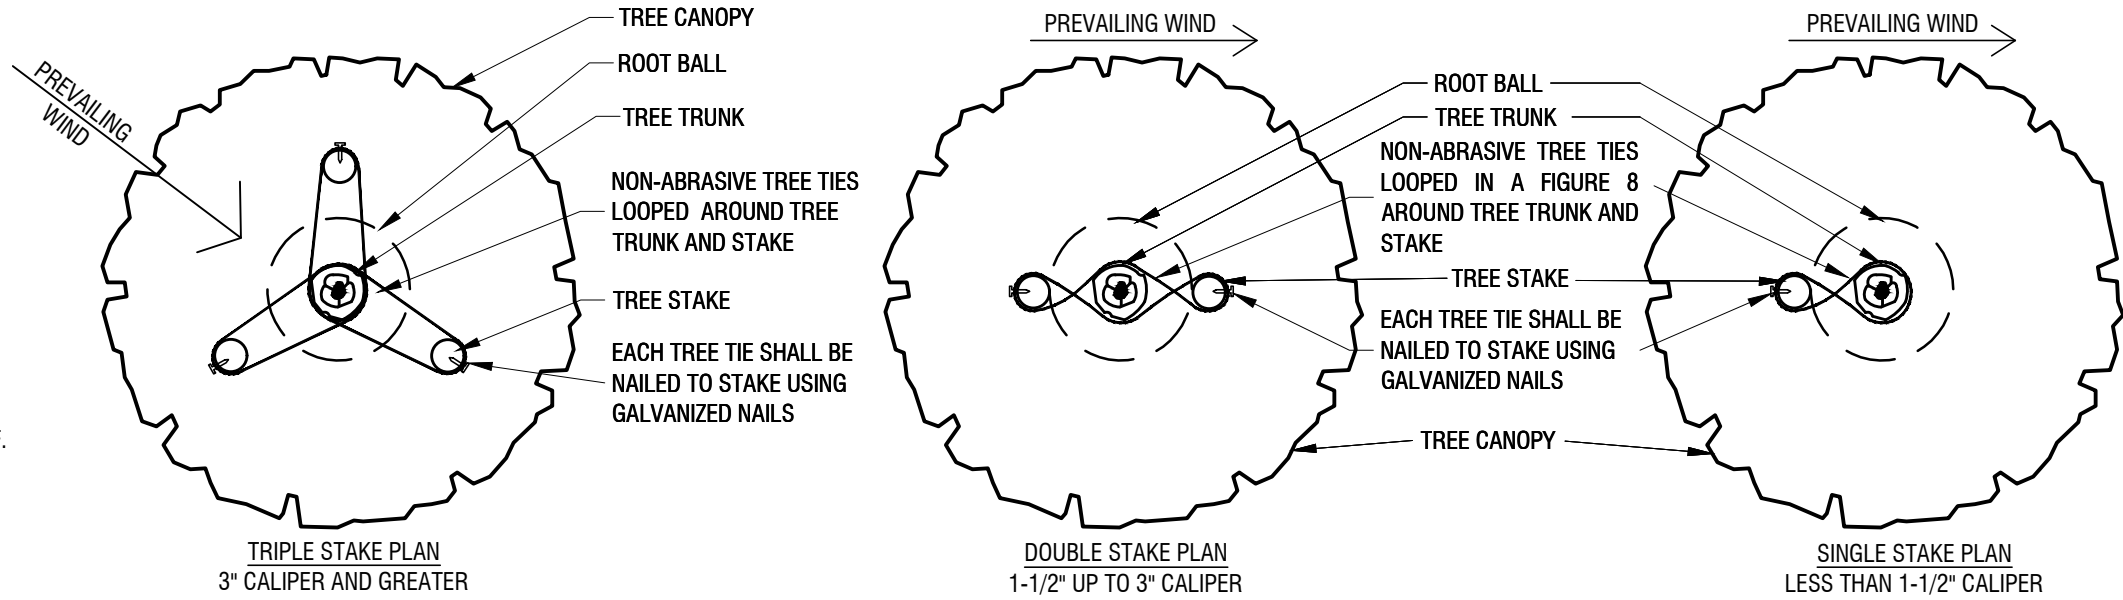 TREE CANOPY
ROOT BALL
TREE TRUNK
PREVAILING
WIND
NON-ABRASIVE TREE TIES
LOOPED AROUND TREE
TRUNK AND STAKE
TREE STAKE
EACH TREE TIE SHALL BE
NAILED TO STAKE USING
GALVANIZED NAILS
TRIPLE STAKE PLAN
3" CALIPER AND GREATER
PREVAILING WIND
ROOT BALL
TREE TRUNK
NON-ABRASIVE TREE TIES
LOOPED IN A FIGURE 8
AROUND TREE TRUNK AND
STAKE
TREE STAKE
EACH TREE TIE SHALL BE
NAILED TO STAKE USING
GALVANIZED NAILS
TREE CANOPY
DOUBLE STAKE PLAN
1-1/2" UP TO 3" CALIPER
PREVAILING WIND
SINGLE STAKE PLAN
LESS THAN 1-1/2" CALIPER